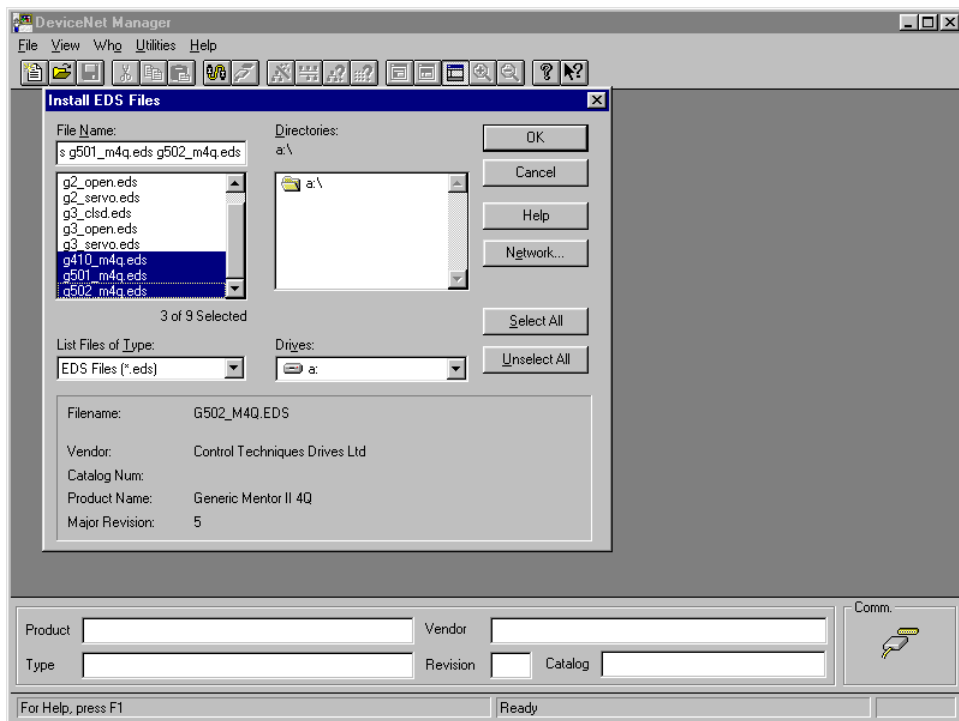 DeviceNet Manager
File View Who Utilities Help
Install EDS Files
File Name:
s g501_m4q.eds g502_m4q.eds
g2_open.eds
g2_servo.eds
g3_clsd.eds
g3_open.eds
g3_servo.eds
g410_m4q.eds
g501_m4q.eds
g502_m4q.eds
3 of 9 Selected
List Files of Type:
EDS Files (*.eds)
Directories:
a:\
a:\
Drives:
a:
OK
Cancel
Help
Network...
Select All
Unselect All
Filename: G502_M4Q.EDS
Vendor: Control Techniques Drives Ltd
Catalog Num:
Product Name: Generic Mentor II 4Q
Major Revision: 5
Product
Vendor
Type
Revision
Catalog
Comm.
For Help, press F1
Ready